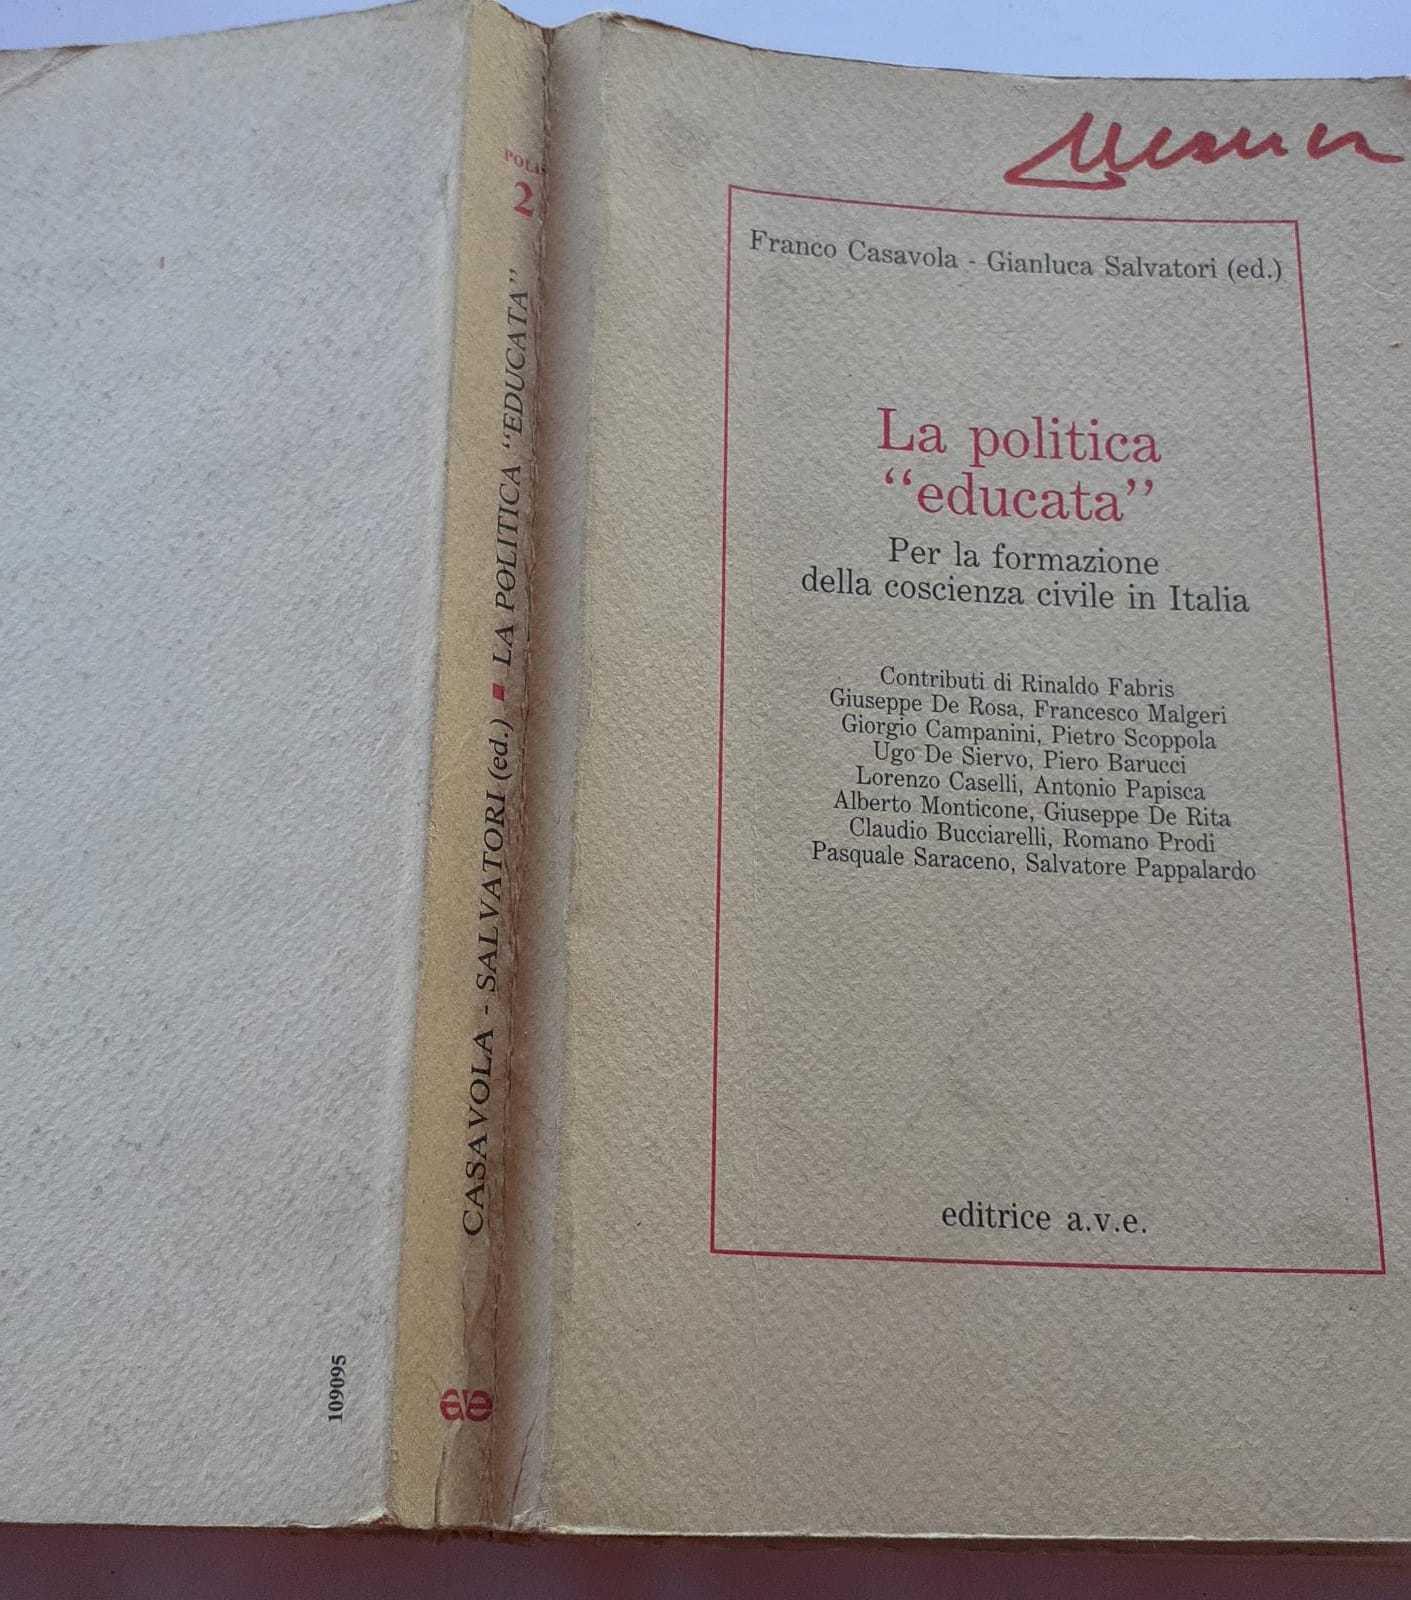 Franco Casavola - Gianluca Salvatori (ed.)
La politica
“educata”
Per la formazione
della coscienza civile in Italia
Contributi di Rinaldo Fabris
Giuseppe De Rosa, Francesco Malgeri
Giorgio Campanini, Pietro Scoppola
Ugo De Siervo, Piero Barucci
Lorenzo Caselli, Antonio Papisca
Alberto Monticone, Giuseppe De Rita
Claudio Bucciarelli, Romano Prodi
Pasquale Saraceno, Salvatore Pappalardo
editrice a.v.e.
2
CASAVOLA - SALVATORI (ed.) ■ LA POLITICA “EDUCATA”
ave
109095